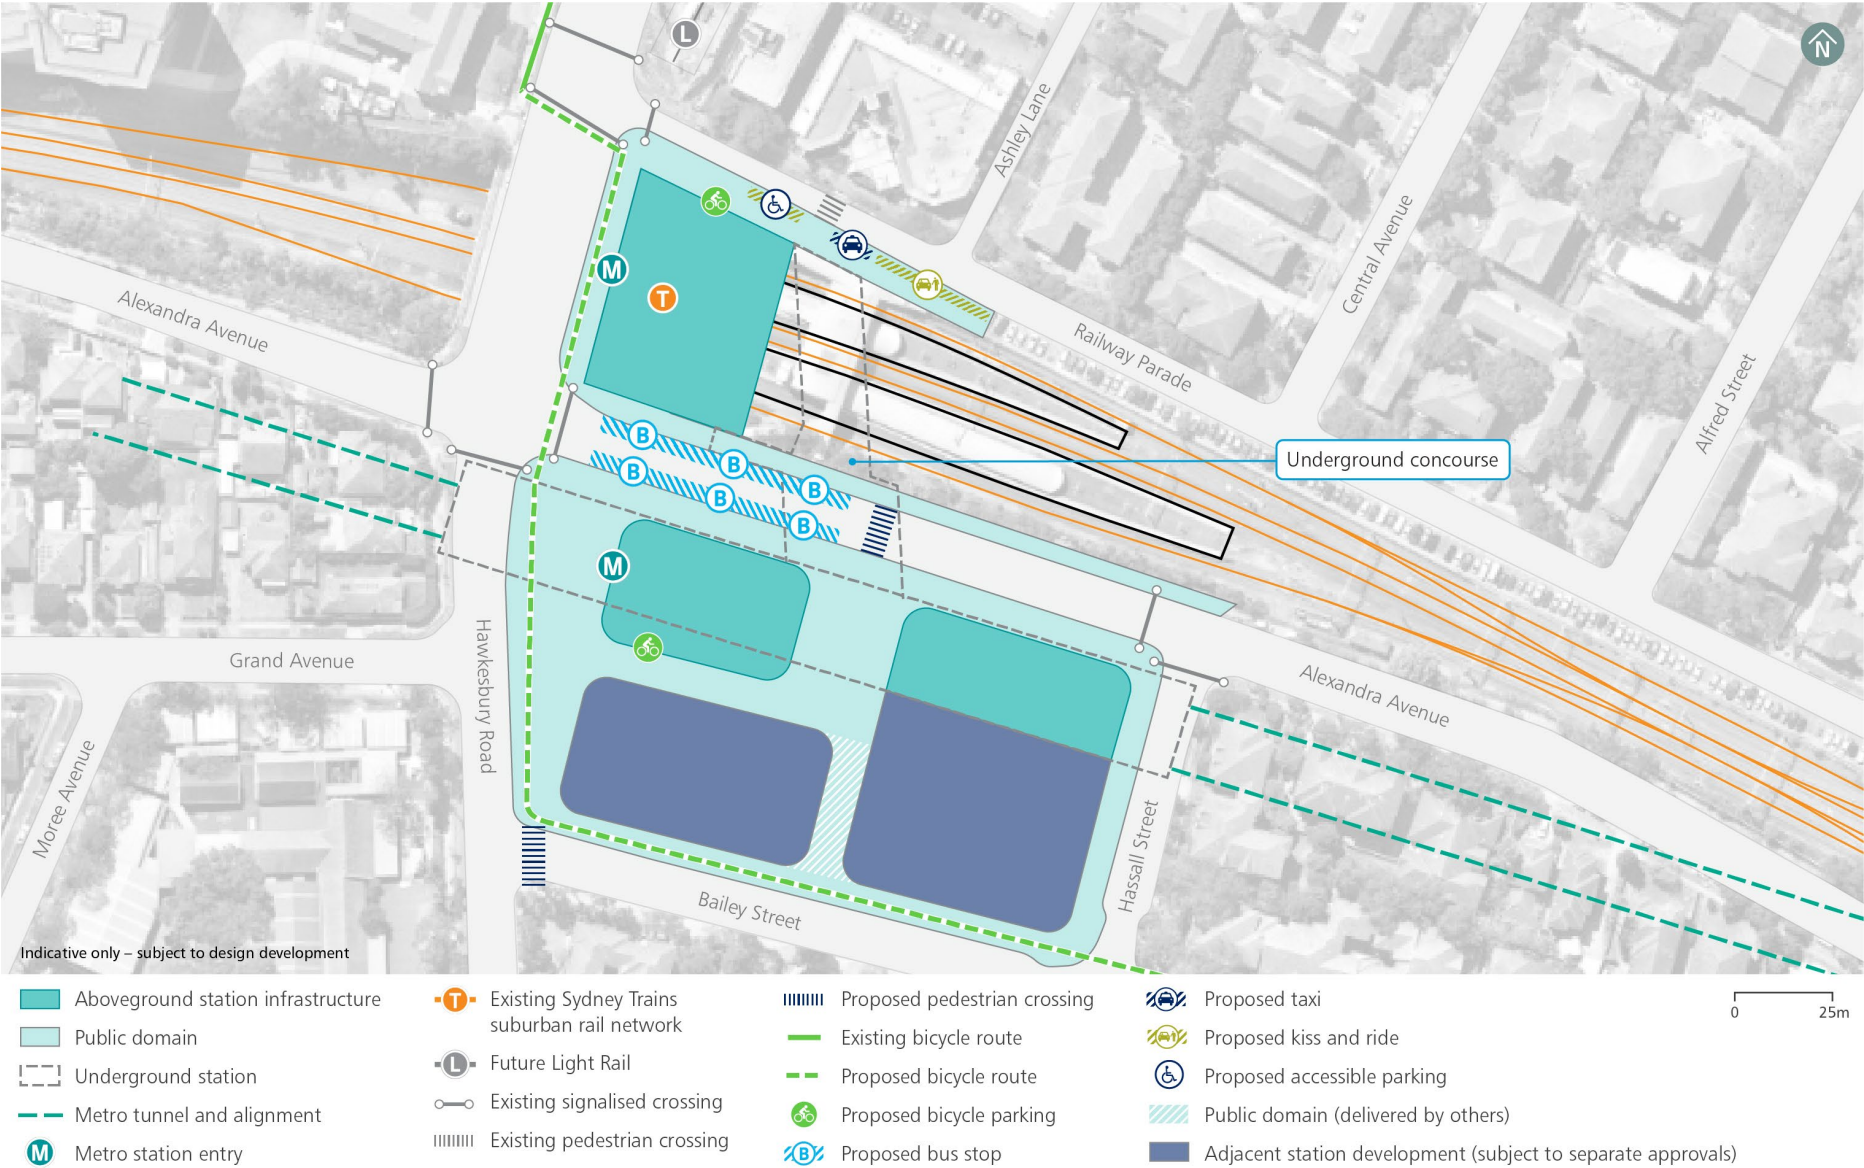 L
N
Ashley Lane
Central Avenue
M
T
Alexandra Avenue
Railway Parade
Alfred Street
B
B
B
B
B
B
Underground concourse
M
Hawkesbury Road
Grand Avenue
Alexandra Avenue
Moree Avenue
Hassall Street
Bailey Street
Indicative only – subject to design development
Aboveground station infrastructure
Public domain
Underground station
Metro tunnel and alignment
M Metro station entry
T Existing Sydney Trains
suburban rail network
L Future Light Rail
Existing signalised crossing
Existing pedestrian crossing
Proposed pedestrian crossing
Existing bicycle route
Proposed bicycle route
Proposed bicycle parking
B Proposed bus stop
Proposed taxi
Proposed kiss and ride
Proposed accessible parking
Public domain (delivered by others)
Adjacent station development (subject to separate approvals)
0 25m